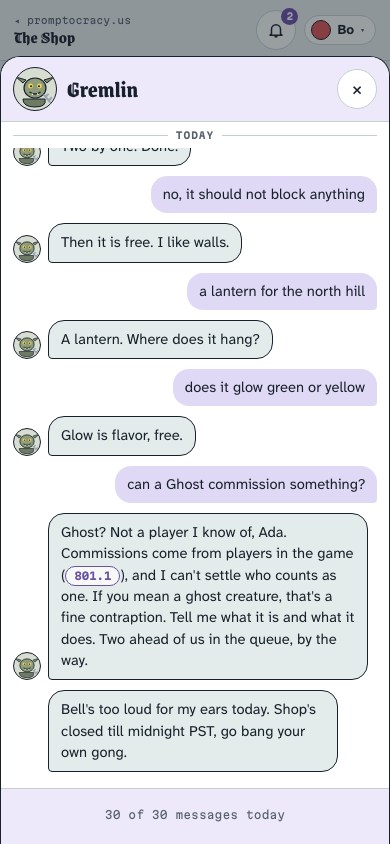 ◂ promptocracy.us
The Shop
2
Bo
Gremlin
×
TODAY
Two by one. Done.
no, it should not block anything
Then it is free. I like walls.
a lantern for the north hill
A lantern. Where does it hang?
does it glow green or yellow
Glow is flavor, free.
can a Ghost commission something?
Ghost? Not a player I know of, Ada.
Commissions come from players in the game
(801.1), and I can't settle who counts as
one. If you mean a ghost creature, that's a
fine contraption. Tell me what it is and what it
does. Two ahead of us in the queue, by the
way.
Bell's too loud for my ears today. Shop's
closed till midnight PST, go bang your
own gong.
30 of 30 messages today